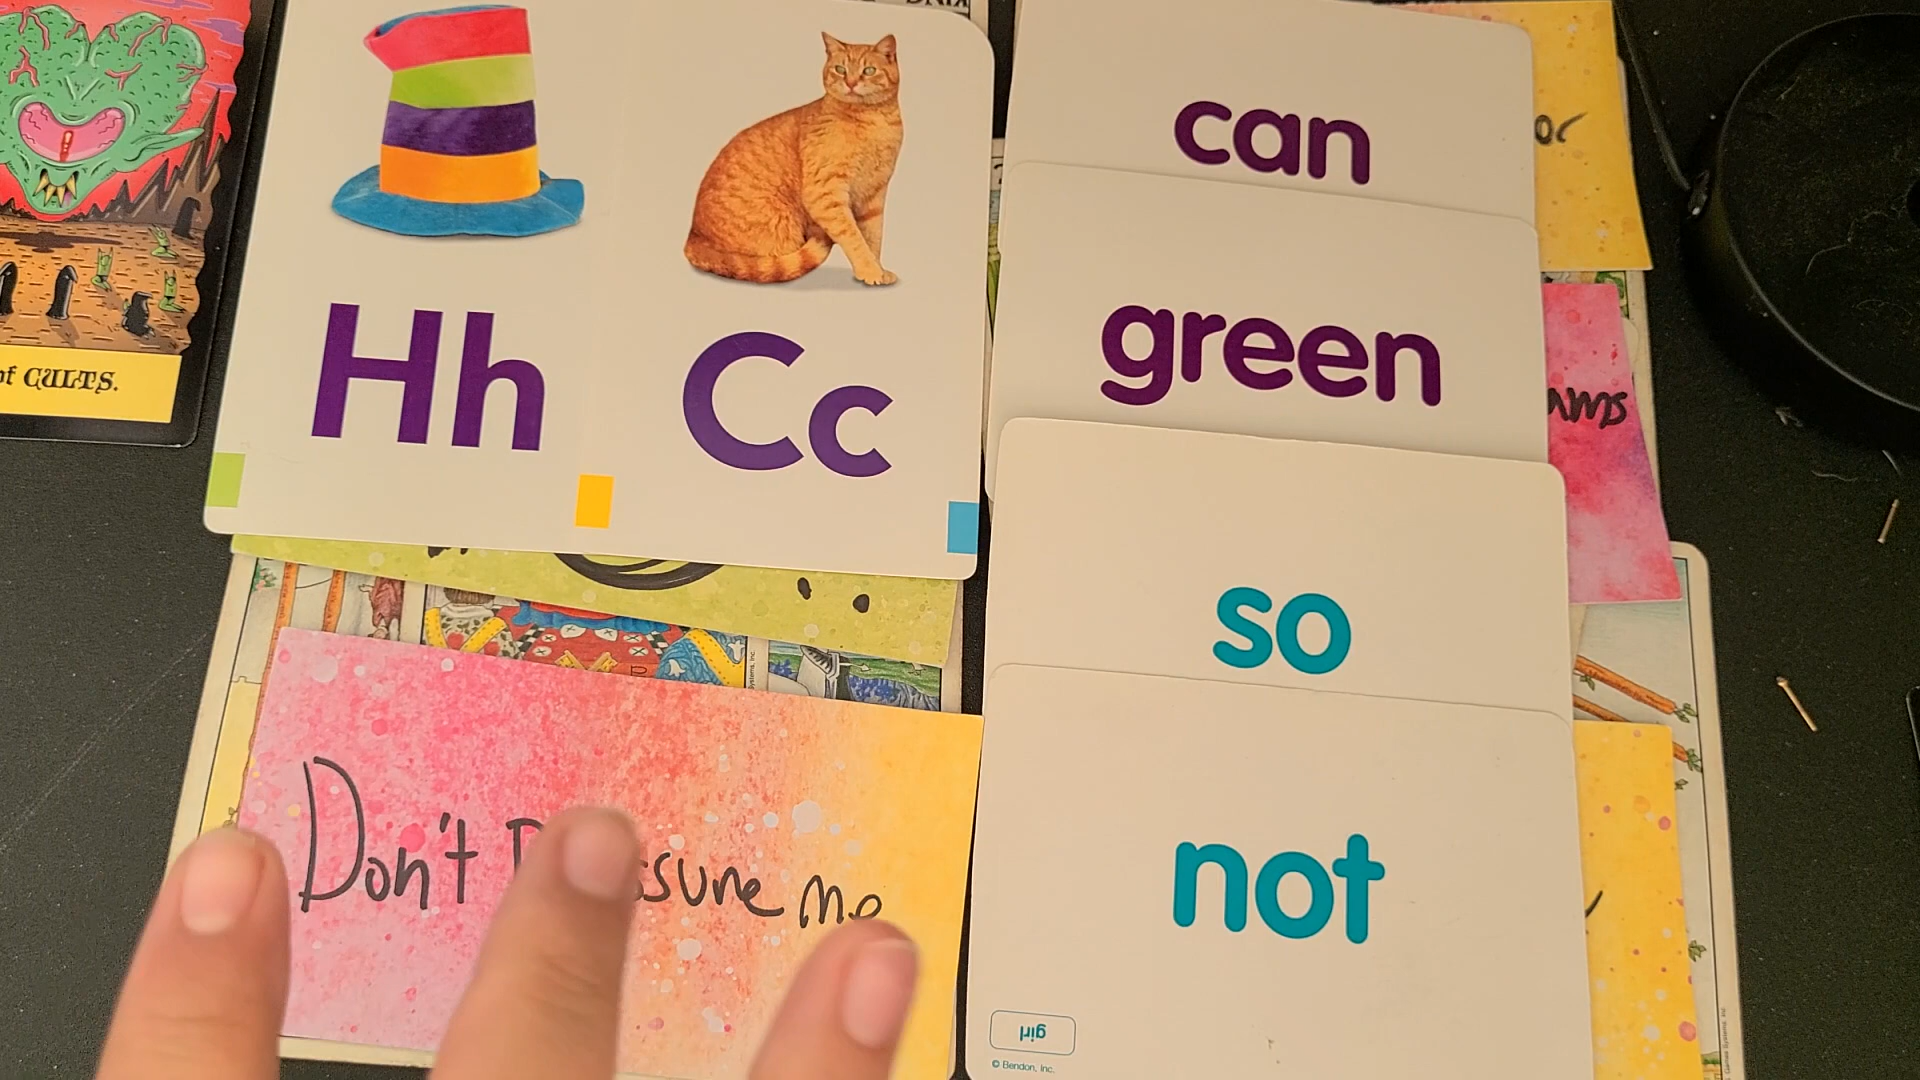 of CULTS.
Hh
Cc
Don't
me
can
green
so
not
girl
© Bendon, Inc.